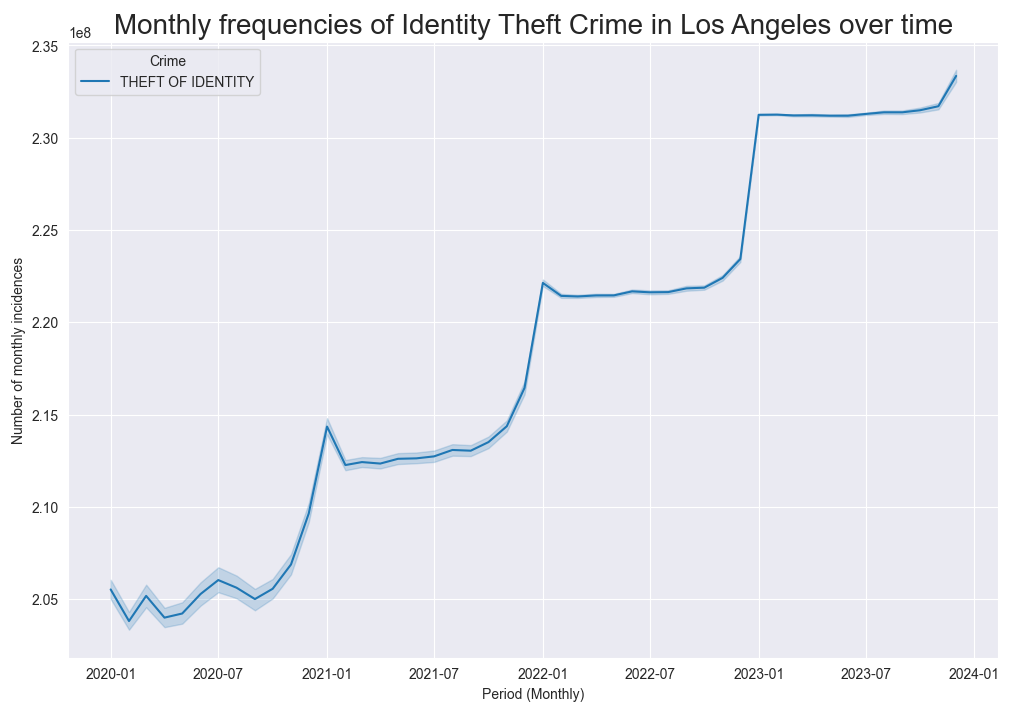 Monthly frequencies of Identity Theft Crime in Los Angeles over time
1e8
2.35
2.30
2.25
2.20
2.15
2.10
2.05
Number of monthly incidences
Crime
THEFT OF IDENTITY
2020-01 2020-07 2021-01 2021-07 2022-01 2022-07 2023-01 2023-07 2024-01
Period (Monthly)